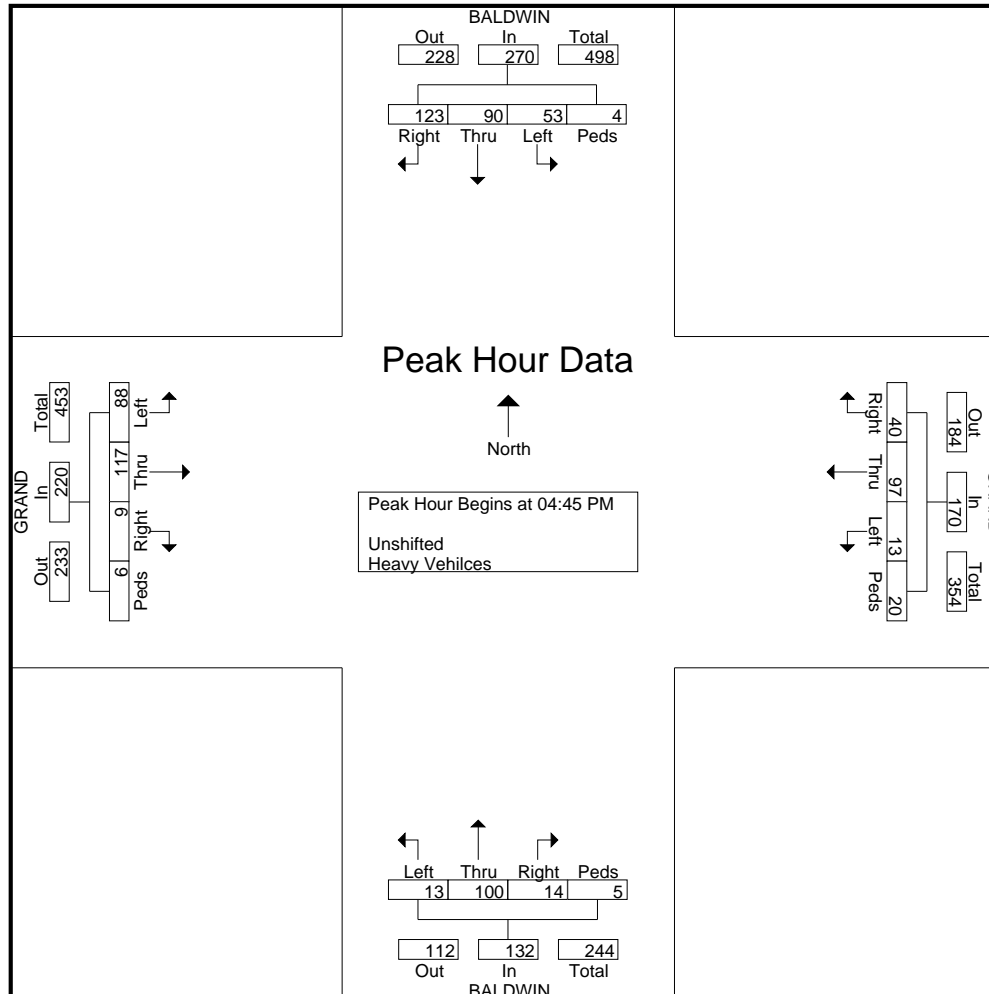 BALDWIN
Out In Total
228 270 498
123 90 53 4
Right Thru Left Peds
Peak Hour Data
North
Peak Hour Begins at 04:45 PM
Unshifted
Heavy Vehilces
GRAND
Out In Total
233 220 453
Left Thru Right Peds
88 117 9 6
Right Thru Left Peds
40 97 13 20
Out In Total
184 170 354
Left Thru Right Peds
13 100 14 5
112 132 244
Out In Total
BALDWIN